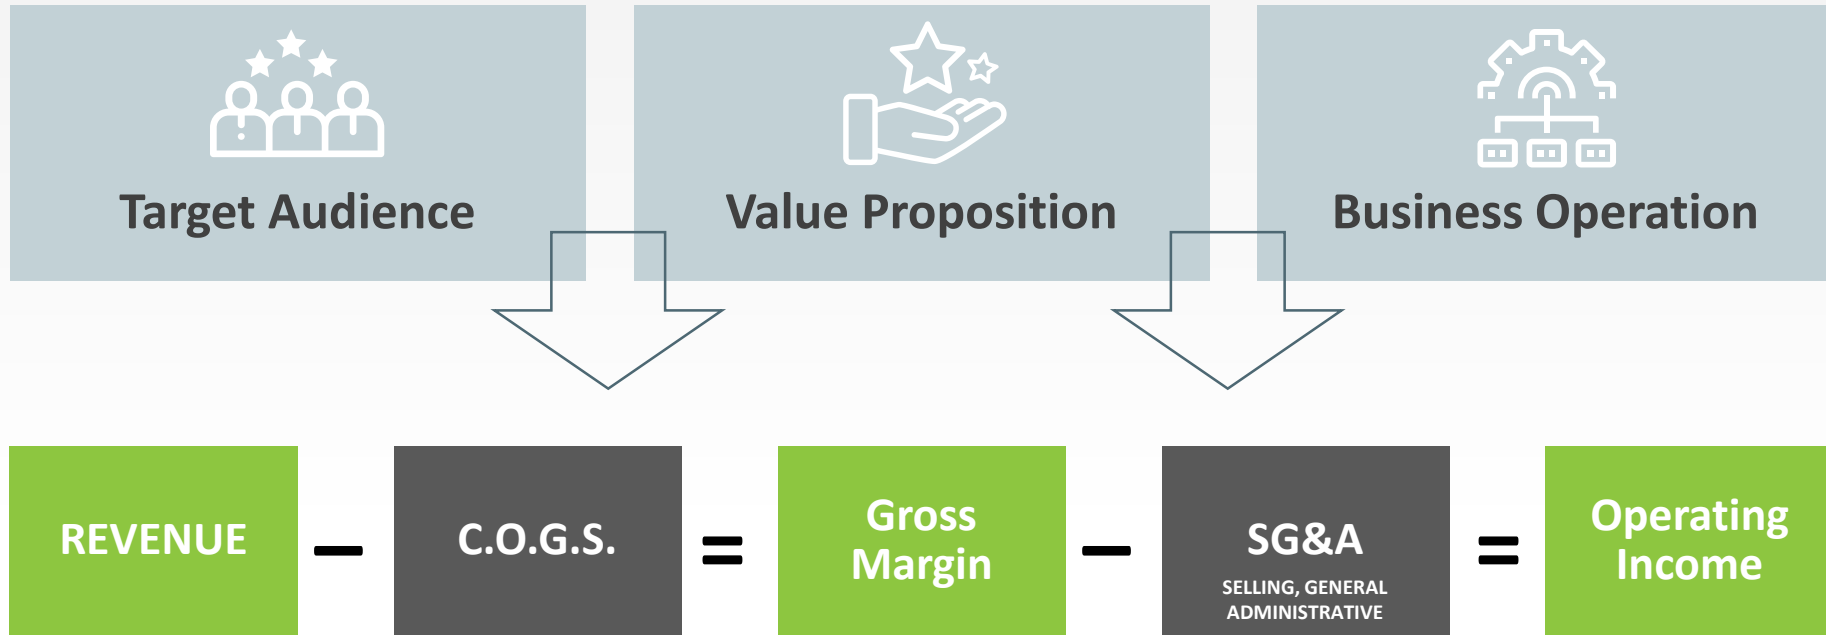 Target Audience
Value Proposition
Business Operation
REVENUE
–
C.O.G.S.
=
Gross
Margin
–
SG&A
SELLING, GENERAL
ADMINISTRATIVE
=
Operating
Income